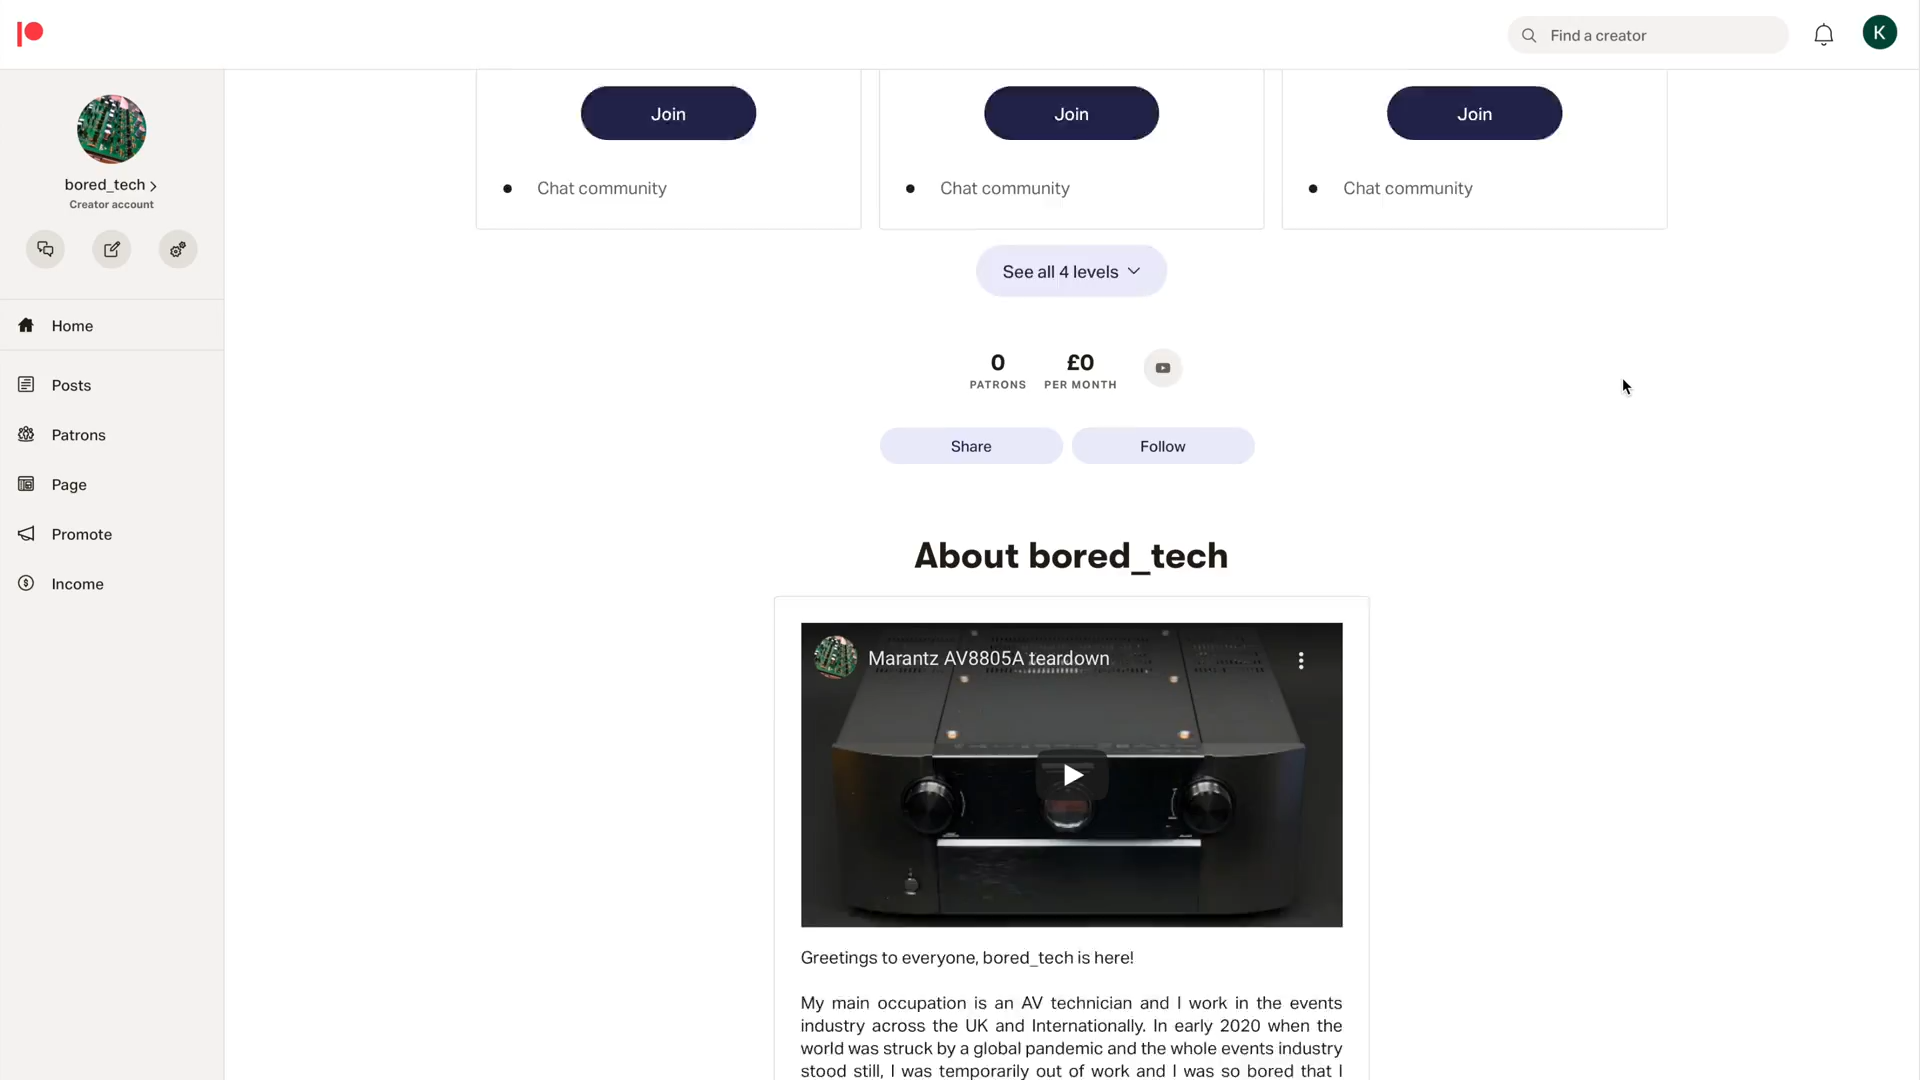 Find a creator
K
bored_tech
Creator account
Home
Posts
Patrons
Page
Promote
Income
Join
Join
Join
Chat community
Chat community
Chat community
See all 4 levels
0
PATRONS
£0
PER MONTH
Share
Follow
About bored_tech
Marantz AV8805A teardown
Greetings to everyone, bored_tech is here!
My main occupation is an AV technician and I work in the events
industry across the UK and Internationally. In early 2020 when the
world was struck by a global pandemic and the whole events industry
stood still, I was temporarily out of work and I was so bored that I